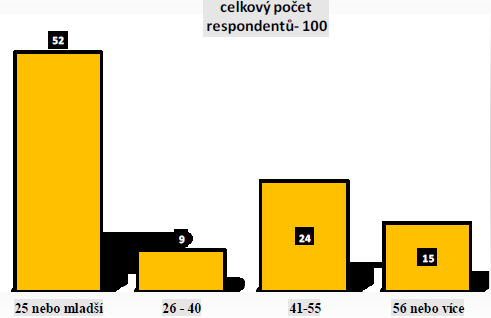 celkový počet
respondentů- 100
52
9
24
15
25 nebo mladší
26 - 40
41-55
56 nebo více